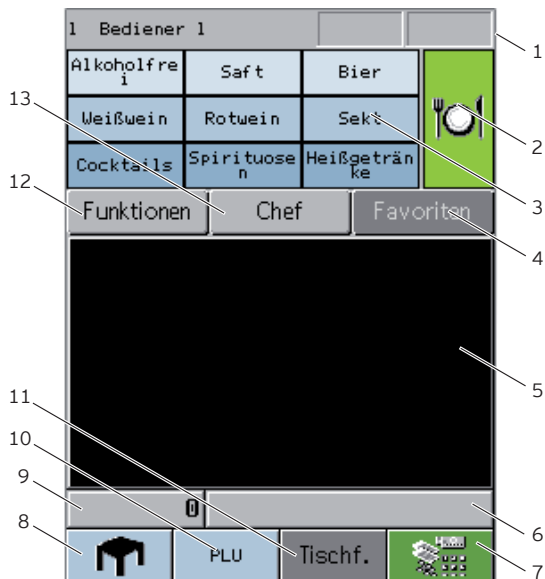 1 Bediener 1
1
Alkoholfre
i
Saft
Bier
2
13
Weißwein
Rotwein
Sekt
3
Cocktails
Spirituose
n
Heißgeträn
ke
12
Funktionen
Chef
Favoriten
4
5
11
10
9
0
6
8
PLU
Tischf.
7